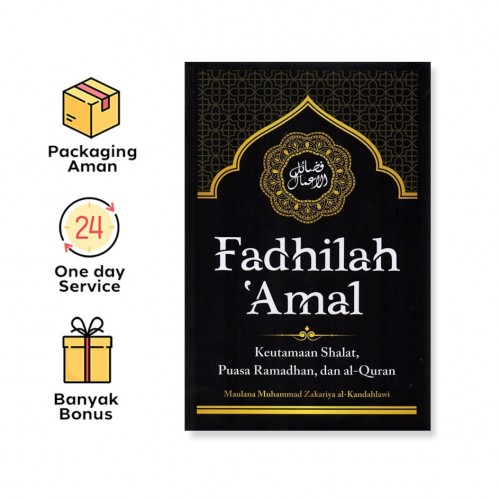 Packaging
Aman
24
One day
Service
Banyak
Bonus
فضائل
الاعمال
Fadhilah
‘Amal
Keutamaan Shalat,
Puasa Ramadhan, dan al-Quran
Maulana Muhammad Zakariya al-Kandahlawi